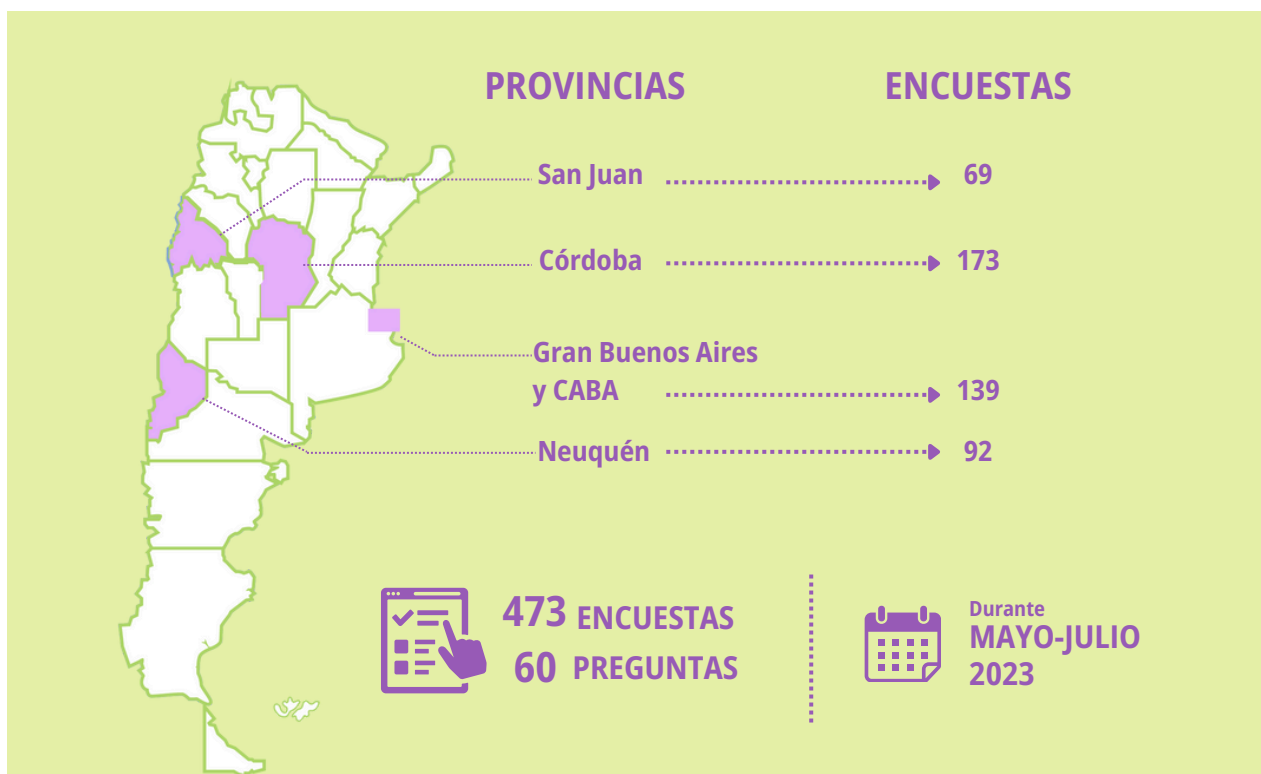 PROVINCIAS ENCUESTAS
San Juan 69
Córdoba 173
Gran Buenos Aires
y CABA 139
Neuquén 92
473 ENCUESTAS
60 PREGUNTAS
Durante
MAYO-JULIO
2023